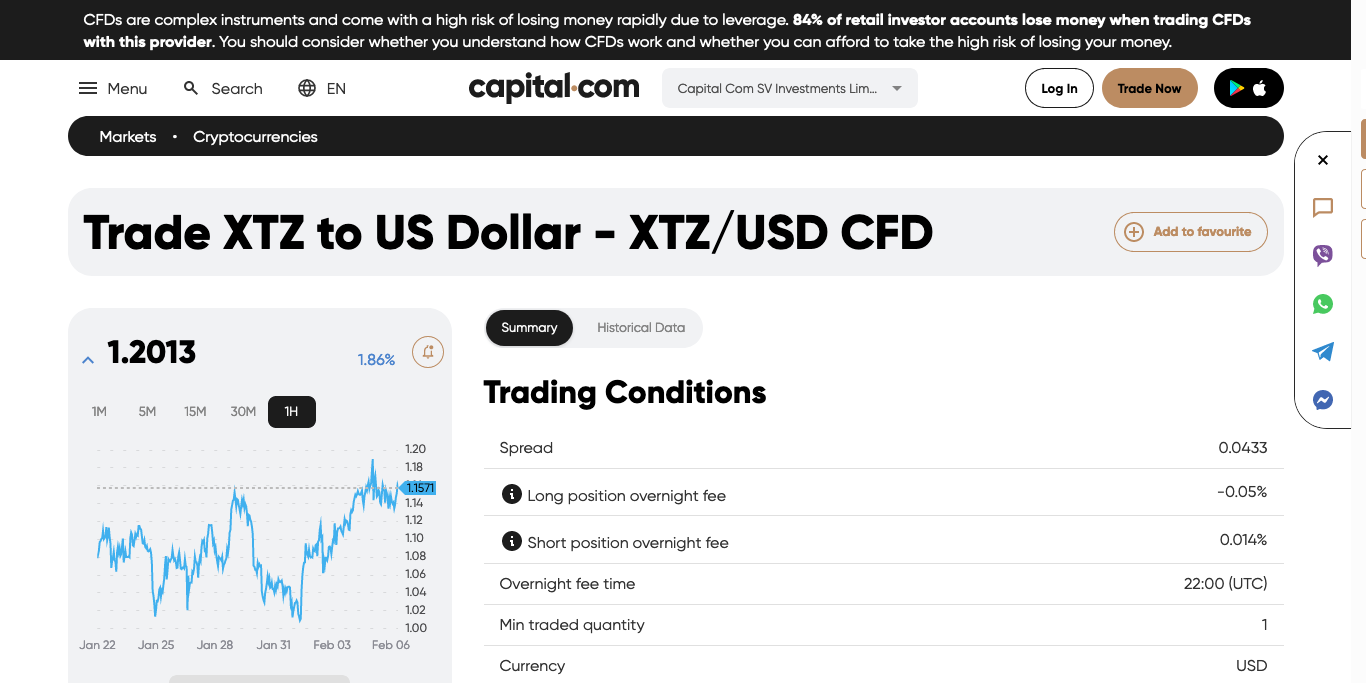 CFDs are complex instruments and come with a high risk of losing money rapidly due to leverage. 84% of retail investor accounts lose money when trading CFDs
with this provider. You should consider whether you understand how CFDs work and whether you can afford to take the high risk of losing your money.
Menu Search EN capital.com Capital Com SV Investments Lim... Log In Trade Now
Markets • Cryptocurrencies
Trade XTZ to US Dollar - XTZ/USD CFD
Add to favourite
1.2013 1.86%
1M 5M 15M 30M 1H
1.20
1.18
1.1571
1.14
1.12
1.10
1.08
1.06
1.04
1.02
1.00
Jan 22 Jan 25 Jan 28 Jan 31 Feb 03 Feb 06
Summary Historical Data
Trading Conditions
Spread 0.0433
Long position overnight fee -0.05%
Short position overnight fee 0.014%
Overnight fee time 22:00 (UTC)
Min traded quantity 1
Currency USD